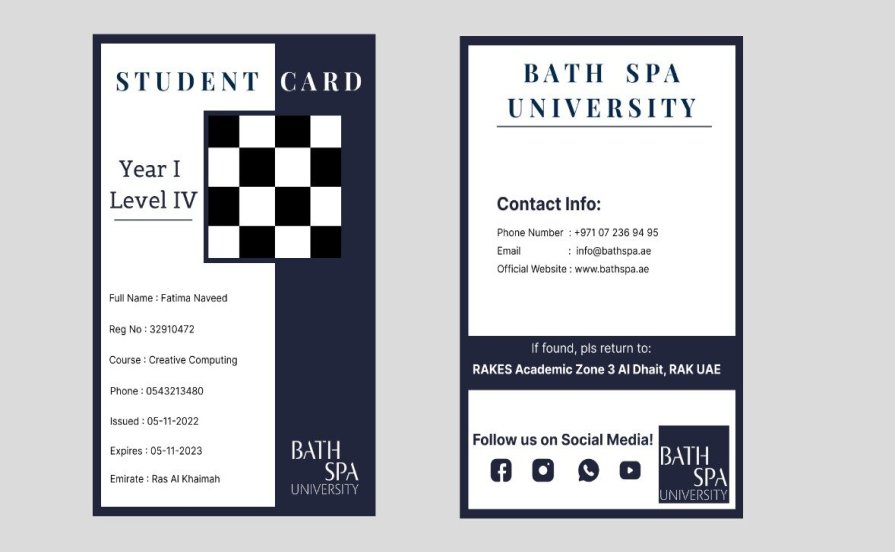 STUDENT CARD
Year I
Level IV
Full Name : Fatima Naveed
Reg No : 32910472
Course : Creative Computing
Phone : 0543213480
Issued : 05-11-2022
Expires : 05-11-2023
Emirate : Ras Al Khaimah
BATH
SPA
UNIVERSITY
BATH SPA
UNIVERSITY
Contact Info:
Phone Number : +971 07 236 94 95
Email : info@bathspa.ae
Official Website : www.bathspa.ae
If found, pls return to:
RAKES Academic Zone 3 Al Dhait, RAK UAE
Follow us on Social Media!
BATH
SPA
UNIVERSITY